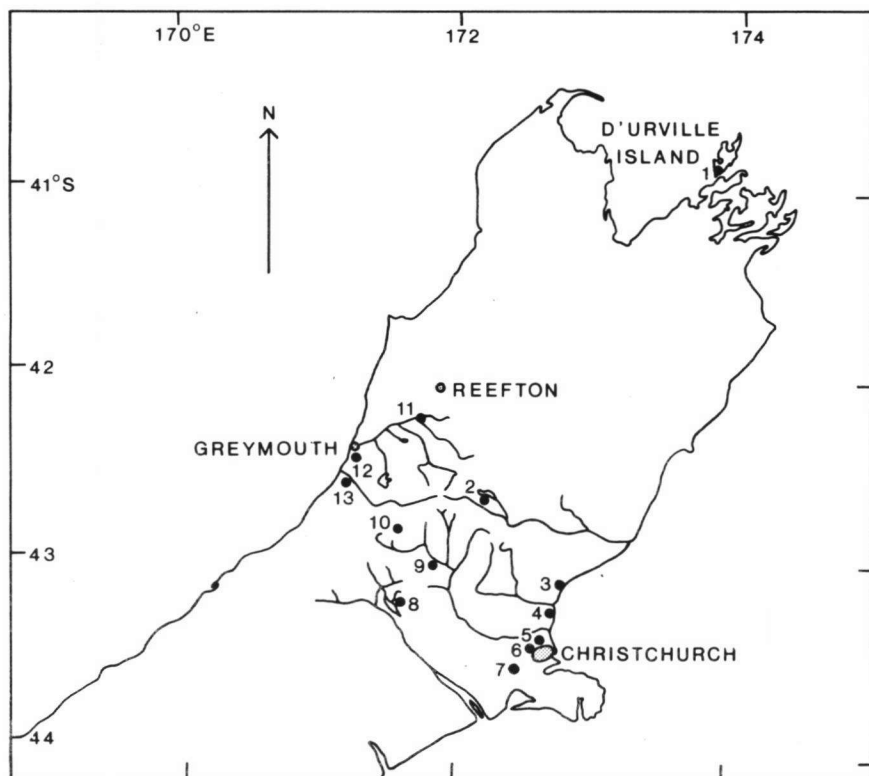 170°E 172 174
N
D'URVILLE
ISLAND
1
41°S
42
REEFTON
11
GREYMOUTH
12
2
13
10
43
9
3
8
4
5
6
CHRISTCHURCH
7
44